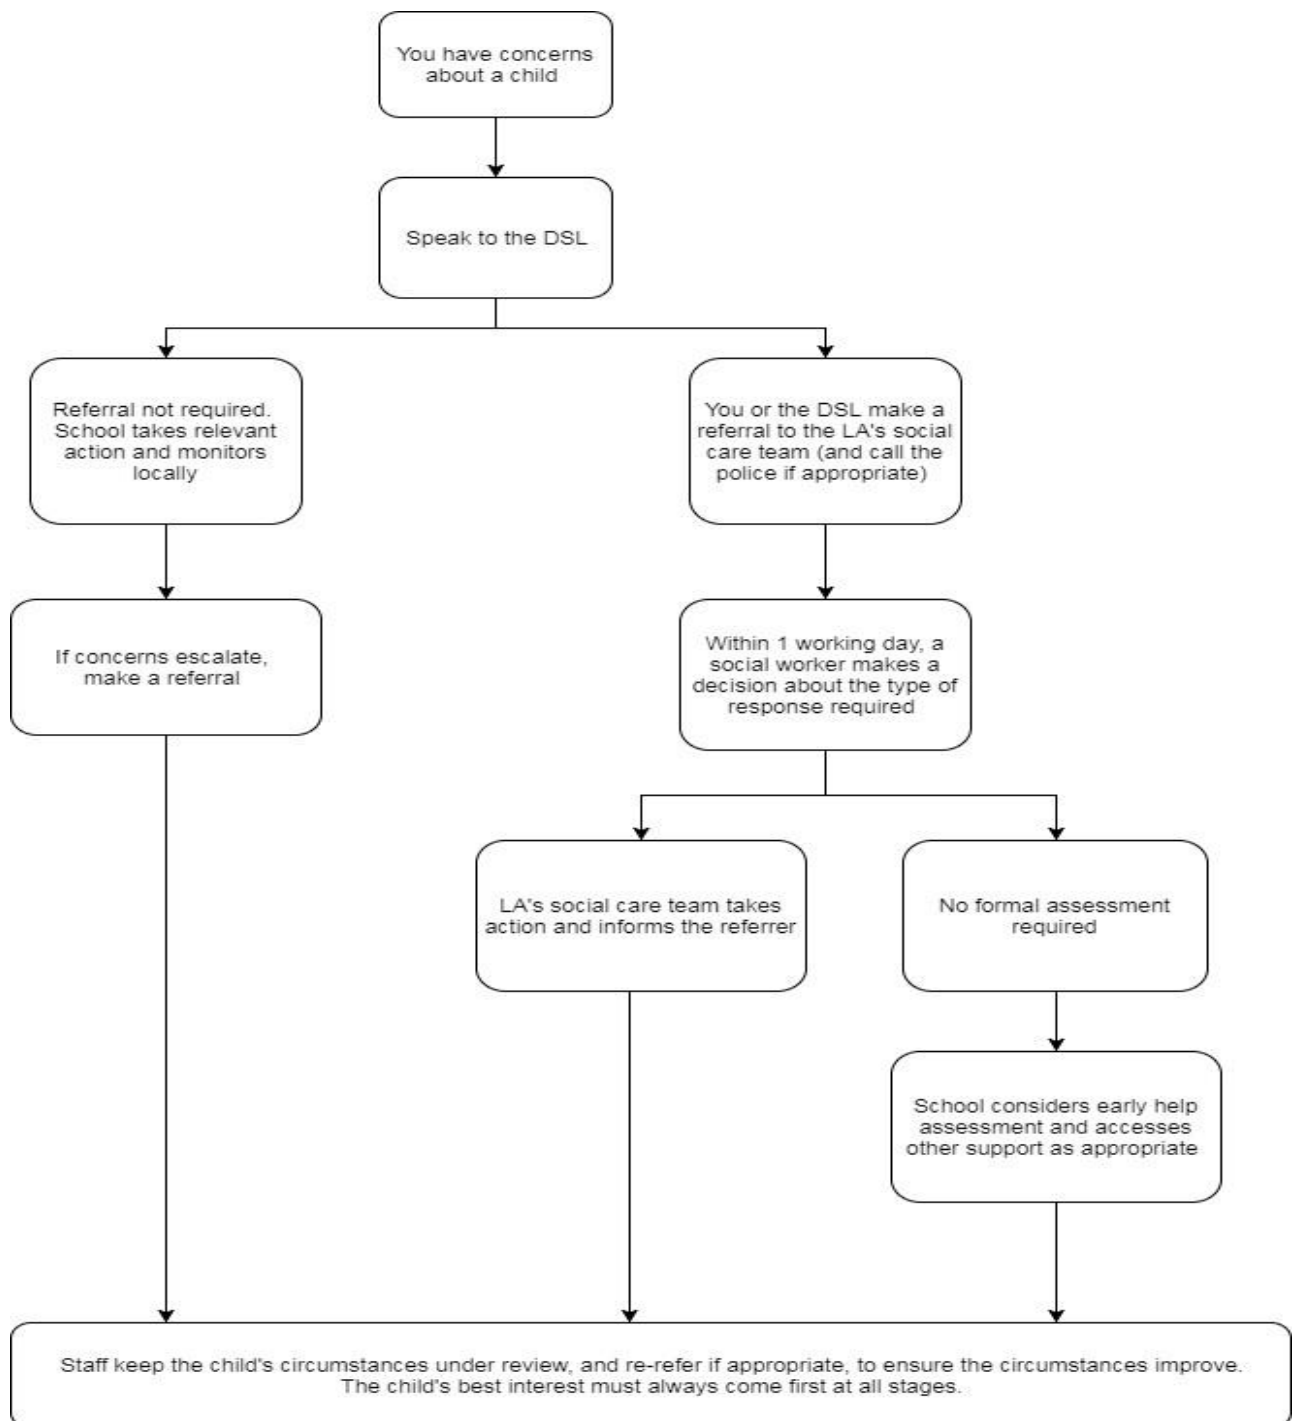 You have concerns
about a child
Speak to the DSL
Referral not required.
School takes relevant
action and monitors
locally
You or the DSL make a
referral to the LA's social
care team (and call the
police if appropriate)
If concerns escalate,
make a referral
Within 1 working day, a
social worker makes a
decision about the type of
response required
LA's social care team takes
action and informs the referrer
No formal assessment
required
School considers early help
assessment and accesses
other support as appropriate
Staff keep the child's circumstances under review, and re-refer if appropriate, to ensure the circumstances improve.
The child's best interest must always come first at all stages.